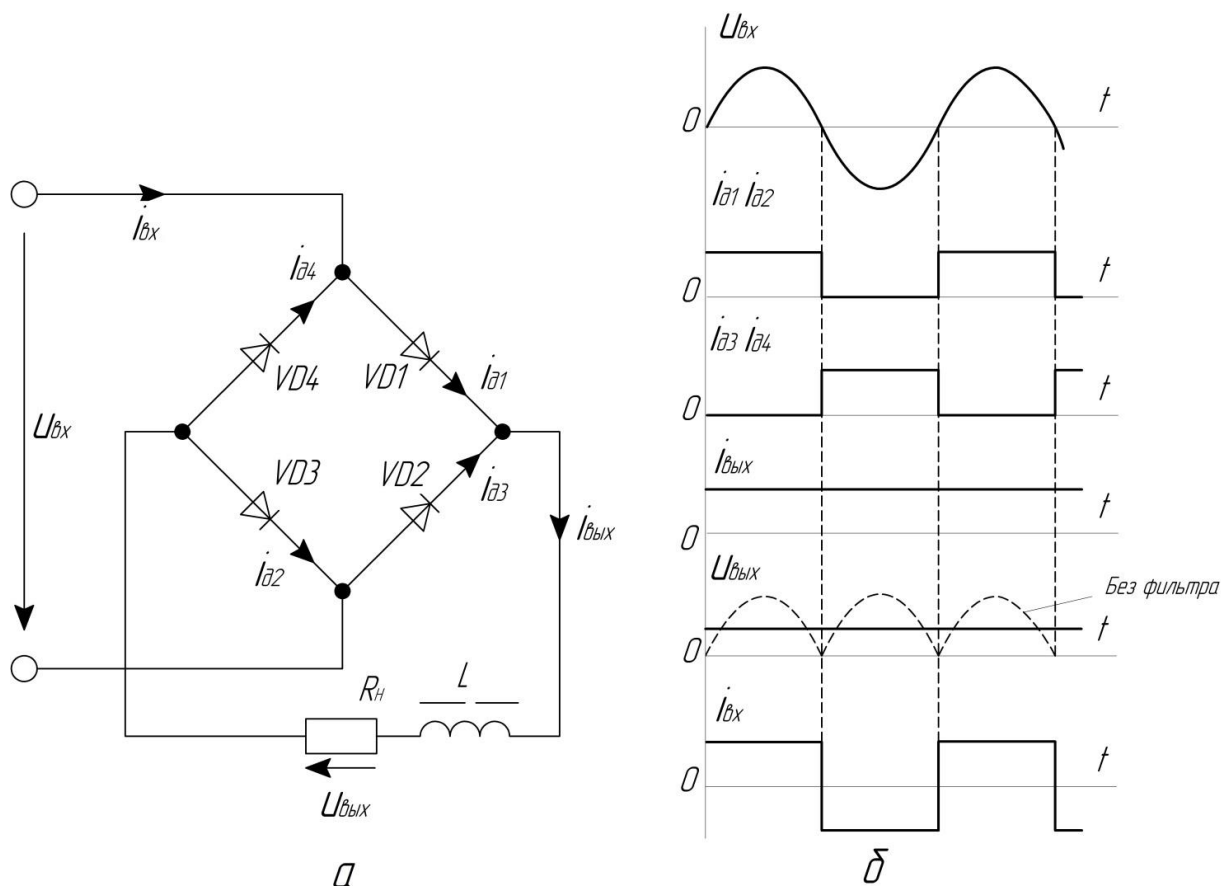 iвх
iд4
VD4
VD1
iд1
Uвх
VD3
VD2
iд3
iд2
iвых
Rн
L
Uвых
а
Uвх
0
t
iд1 iд2
0
t
iд3 iд4
0
t
iвых
0
t
Uвых
Без фильтра
0
t
iвх
0
t
б